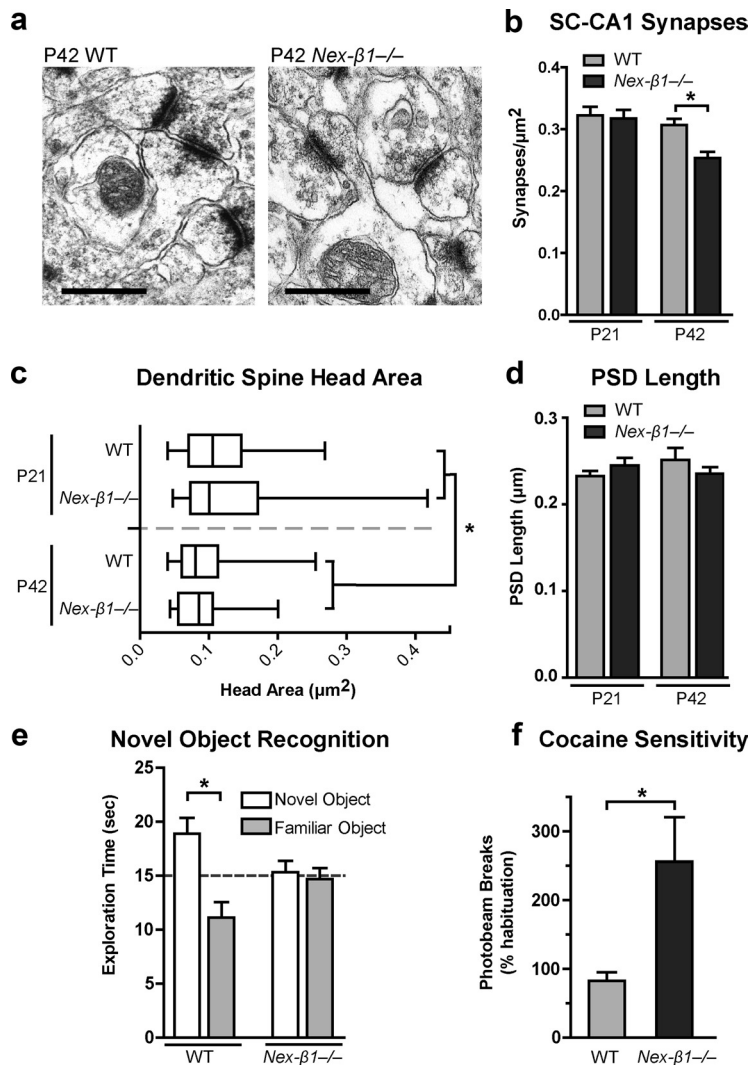 a
P42 WT
P42 Nex-β1–/–
b
SC-CA1 Synapses
WT
Nex-β1–/–
*
Synapses/µm2
0.4
0.3
0.2
0.1
0.0
P21
P42
c
Dendritic Spine Head Area
P21
WT
Nex-β1–/–
*
P42
WT
Nex-β1–/–
0.0
0.1
0.2
0.3
0.4
Head Area (µm2)
d
PSD Length
WT
Nex-β1–/–
PSD Length (µm)
0.3
0.2
0.1
0.0
P21
P42
e
Novel Object Recognition
*
Novel Object
Familiar Object
Exploration Time (sec)
25
20
15
10
15
0
WT
Nex-β1–/–
f
Cocaine Sensitivity
*
Photobeam Breaks
(% habituation)
300
200
100
0
WT
Nex-β1–/–